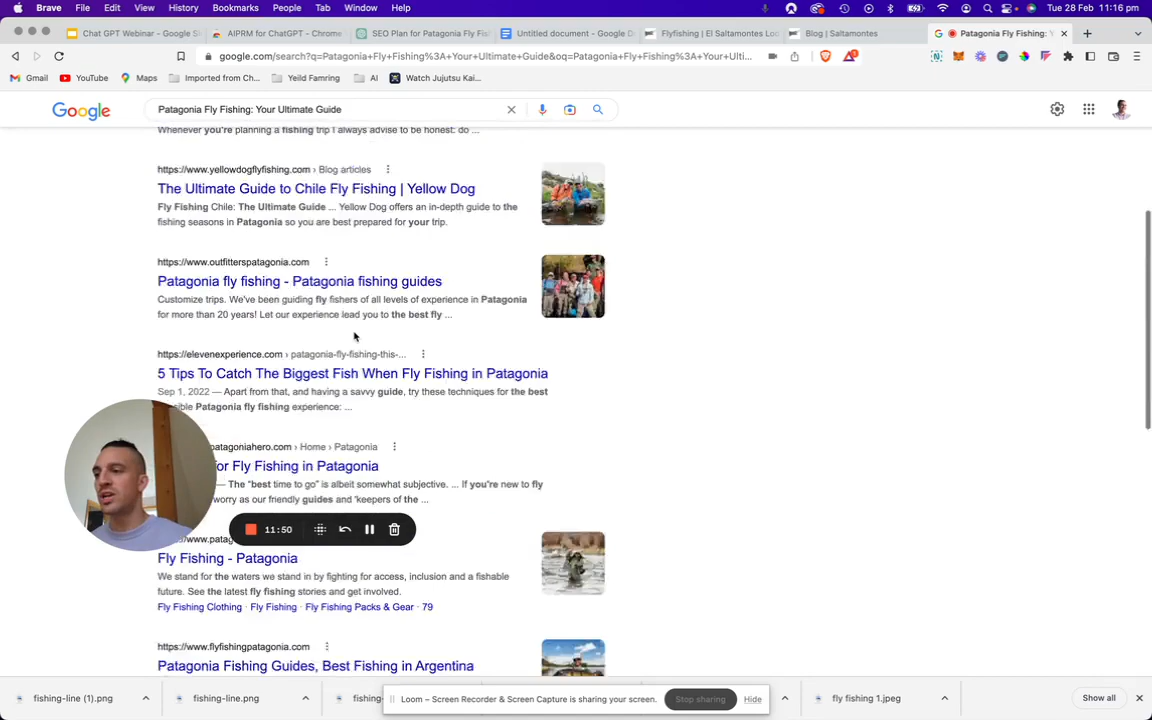 Brave File Edit View History Bookmarks People Tab Window Help
Tue 28 Feb 11:16 pm
Chat GPT Webinar - Google S
AIPRM for ChatGPT - Chrome
SEO Plan for Patagonia Fly Fis
Untitled document - Google D
Flyfishing | El Saltamontes Loc
Blog | Saltamontes
Patagonia Fly Fishing:
google.com/search?q=Patagonia+Fly+Fishing%3A+Your+Ultimate+Guide&oq=Patagonia+Fly+Fishing%3A+Your+Ulti...
Gmail YouTube Maps Imported from Ch... Yeild Famring AI Watch Jujutsu Kai...
Google
Patagonia Fly Fishing: Your Ultimate Guide
Whenever you're planning a fishing trip I always advise to be honest: do ...
https://www.yellowdogflyfishing.com › Blog articles
The Ultimate Guide to Chile Fly Fishing | Yellow Dog
Fly Fishing Chile: The Ultimate Guide ... Yellow Dog offers an in-depth guide to the
fishing seasons in Patagonia so you are best prepared for your trip.
https://www.outfitterspatagonia.com
Patagonia fly fishing - Patagonia fishing guides
Customize trips. We've been guiding fly fishers of all levels of experience in Patagonia
for more than 20 years! Let our experience lead you to the best fly ...
https://elevenexperience.com › patagonia-fly-fishing-this-...
5 Tips To Catch The Biggest Fish When Fly Fishing in Patagonia
Sep 1, 2022 — Apart from that, and having a savvy guide, try these techniques for the best
sible Patagonia fly fishing experience: ...
patagoniahero.com › Home › Patagonia
for Fly Fishing in Patagonia
— The "best time to go" is albeit somewhat subjective. ... If you're new to fly
worry as our friendly guides and 'keepers of the ...
11:50
www.patag
Fly Fishing - Patagonia
We stand for the waters we stand in by fighting for access, inclusion and a fishable
future. See the latest fly fishing stories and get involved.
Fly Fishing Clothing · Fly Fishing · Fly Fishing Packs & Gear · 79
https://www.flyfishingpatagonia.com
Patagonia Fishing Guides, Best Fishing in Argentina
fishing-line (1).png
fishing-line.png
fishing-
Loom – Screen Recorder & Screen Capture is sharing your screen.
Stop sharing
Hide
fly fishing 1.jpeg
Show all